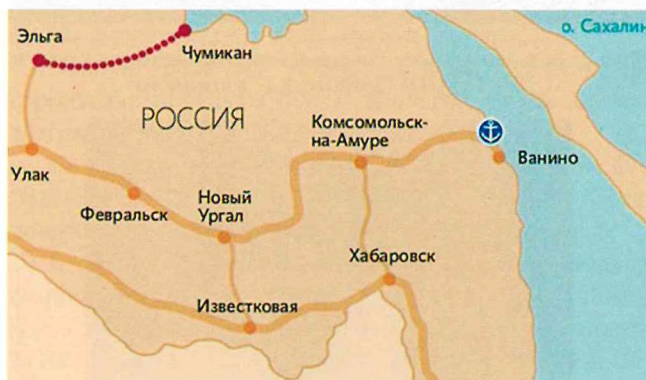 о. Сахалин
Эльга
Чумикан
РОССИЯ
Комсомольск-
на-Амуре
Ванино
Улак
Февральск
Новый
Ургал
Хабаровск
Известковая